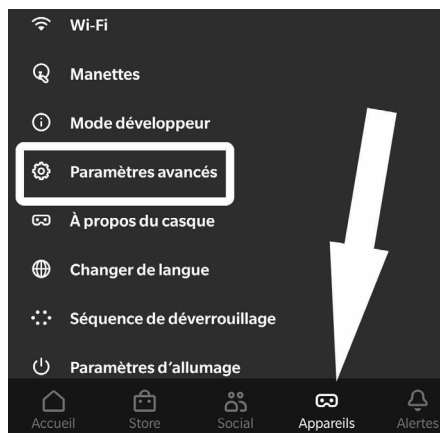 Wi-Fi
Manettes
Mode développeur
Paramètres avancés
À propos du casque
Changer de langue
Séquence de déverrouillage
Paramètres d'allumage
Accueil Store Social Appareils Alertes